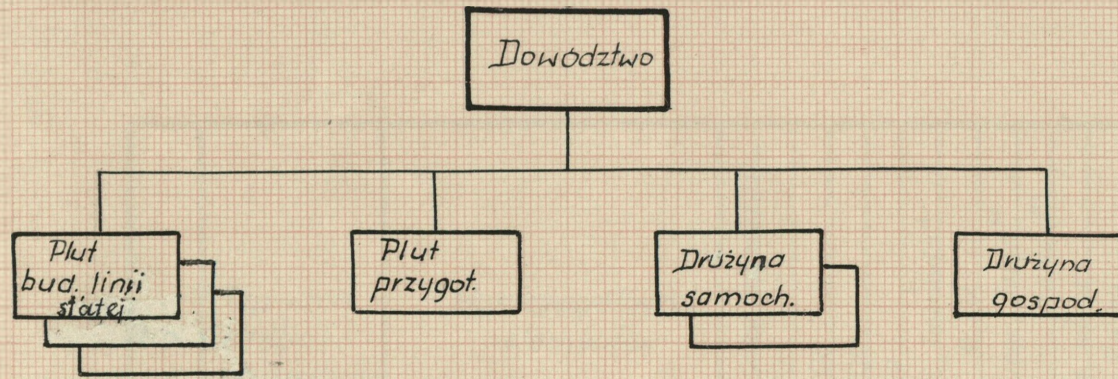 Dowództwo
Plut
bud. linii
stałej
Plut
przygot.
Drużyna
samoch.
Drużyna
gospod.